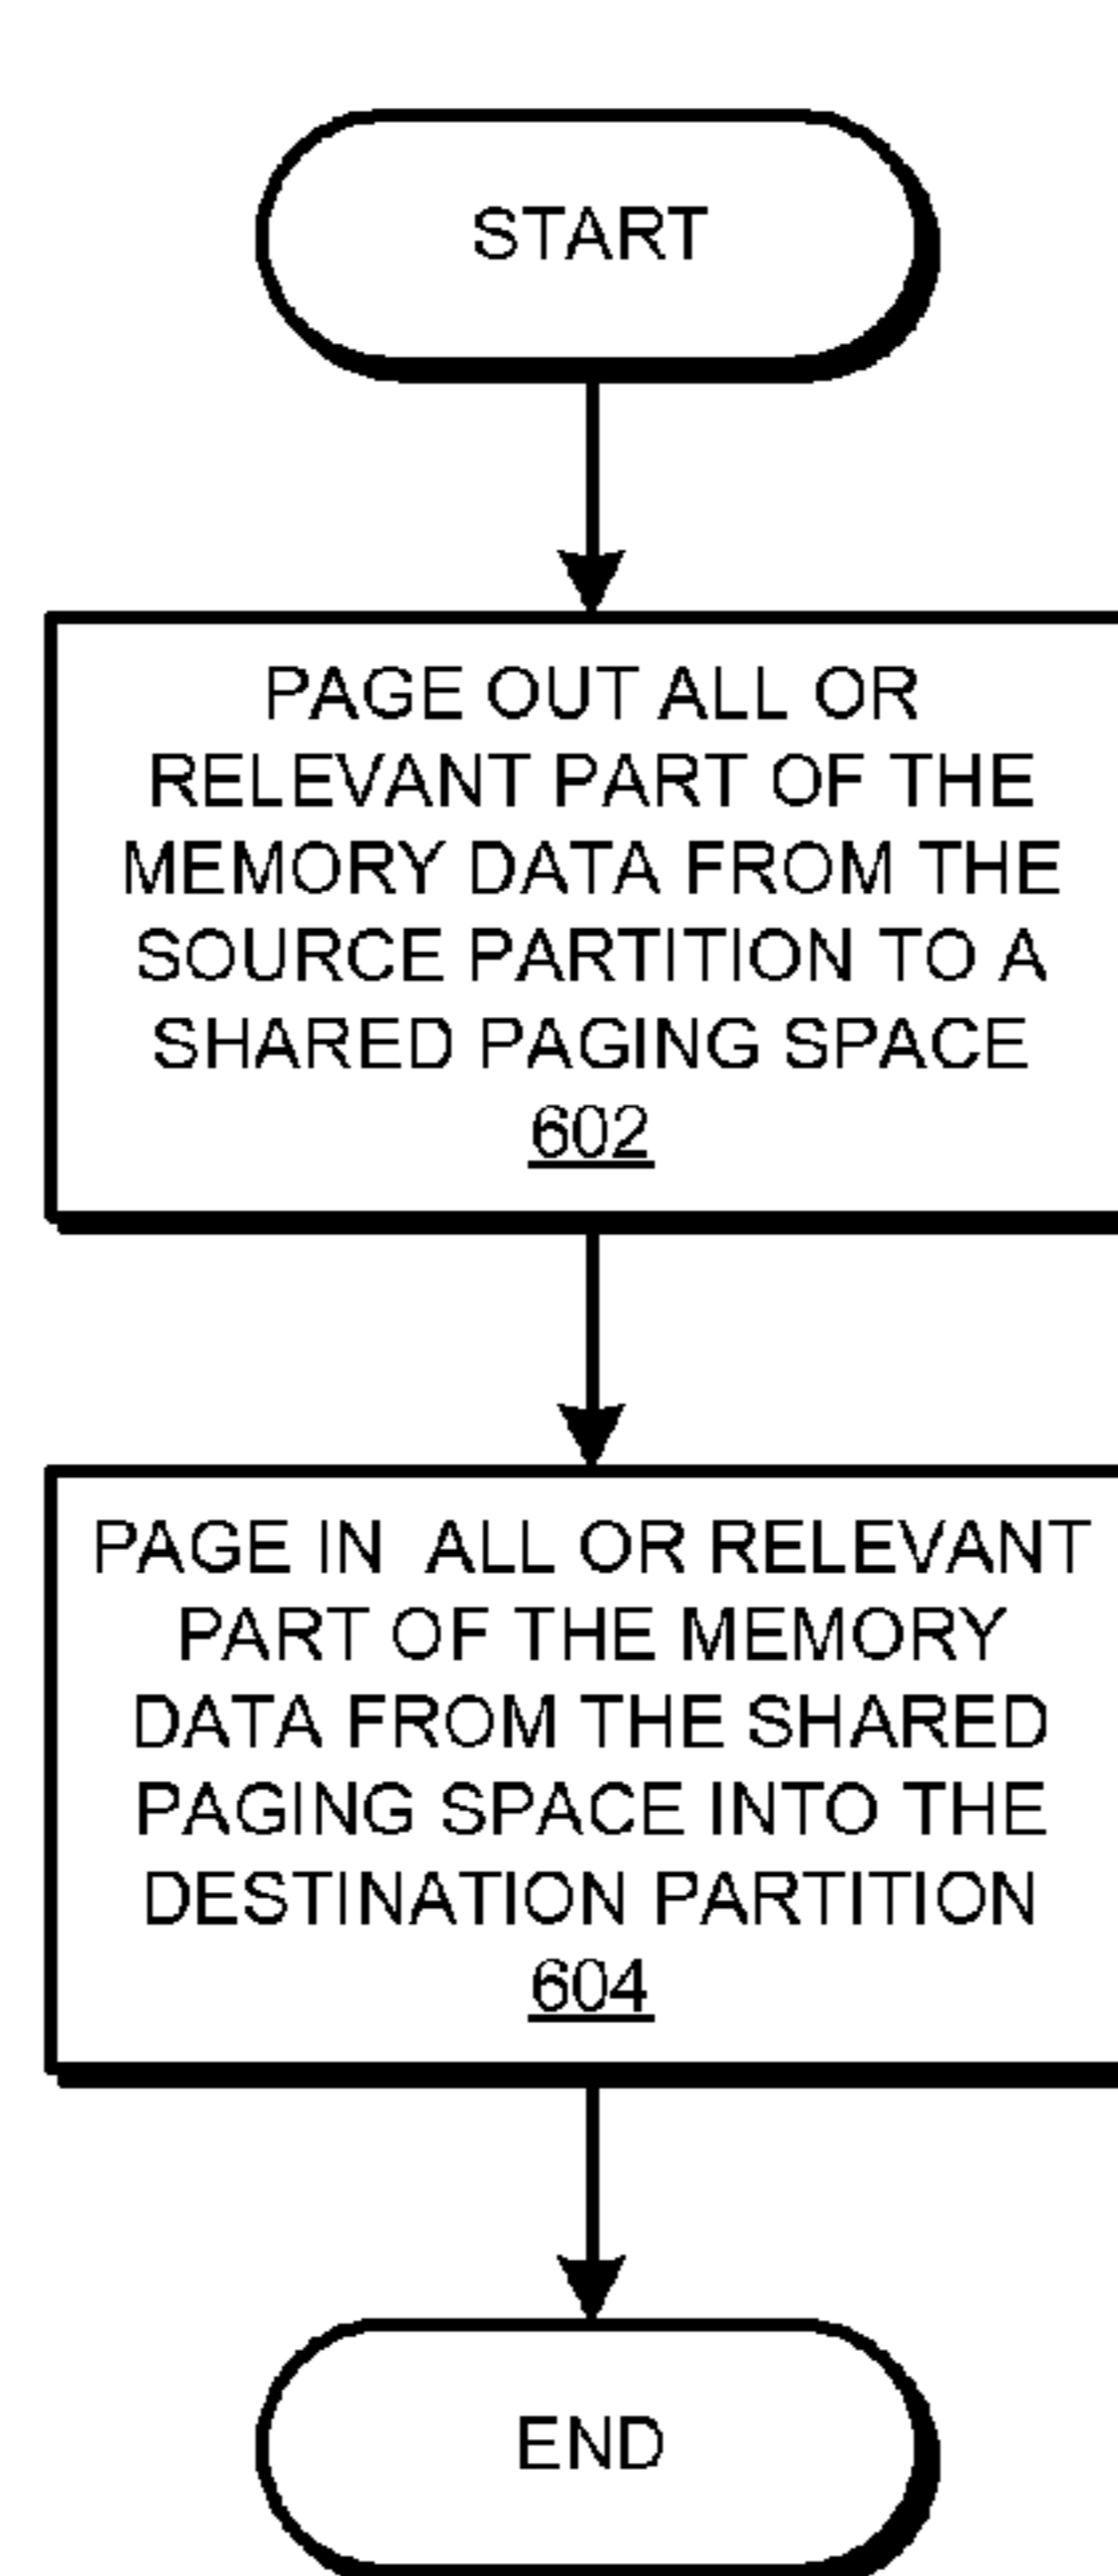 START
PAGE OUT ALL OR
RELEVANT PART OF THE
MEMORY DATA FROM THE
SOURCE PARTITION TO A
SHARED PAGING SPACE
602
PAGE IN ALL OR RELEVANT
PART OF THE MEMORY
DATA FROM THE SHARED
PAGING SPACE INTO THE
DESTINATION PARTITION
604
END